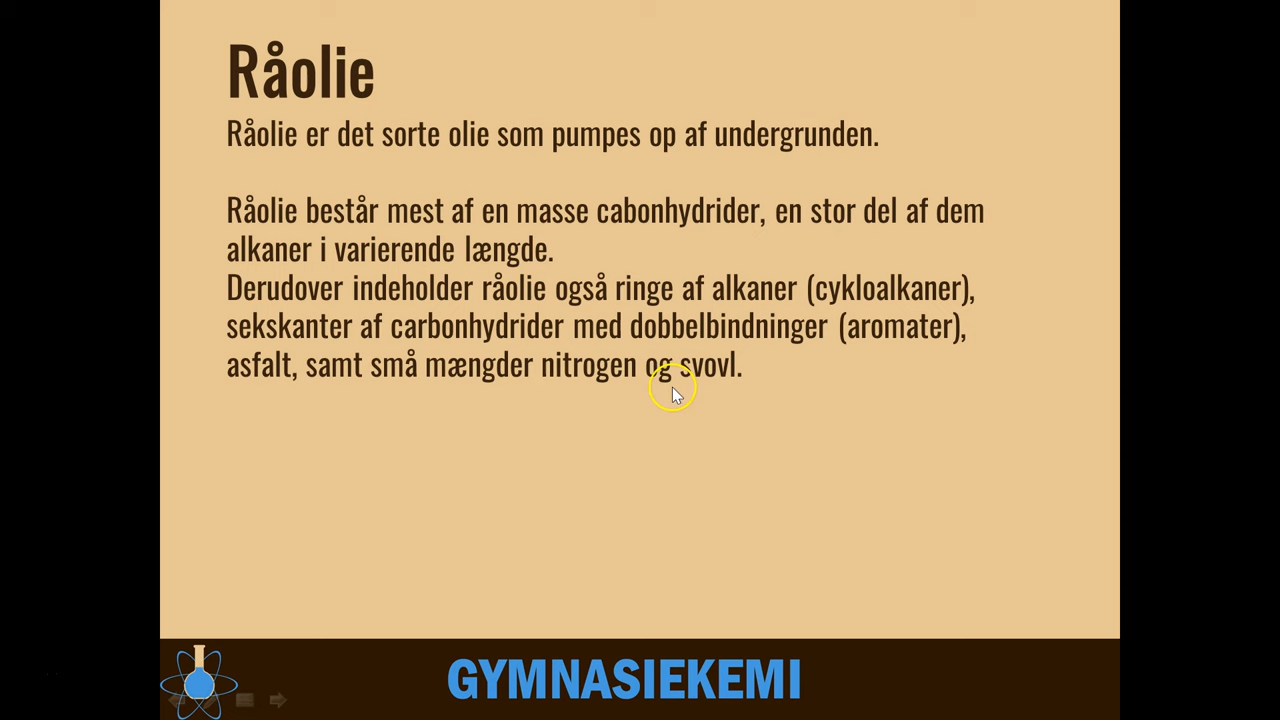 Råolie
Råolie er det sorte olie som pumpes op af undergrunden.
Råolie består mest af en masse cabonhydrider, en stor del af dem
alkaner i varierende længde.
Derudover indeholder råolie også ringe af alkaner (cykloalkaner),
sekskanter af carbonhydrider med dobbelbindninger (aromater),
asfalt, samt små mængder nitrogen og svovl.
GYMNASIEKEMI